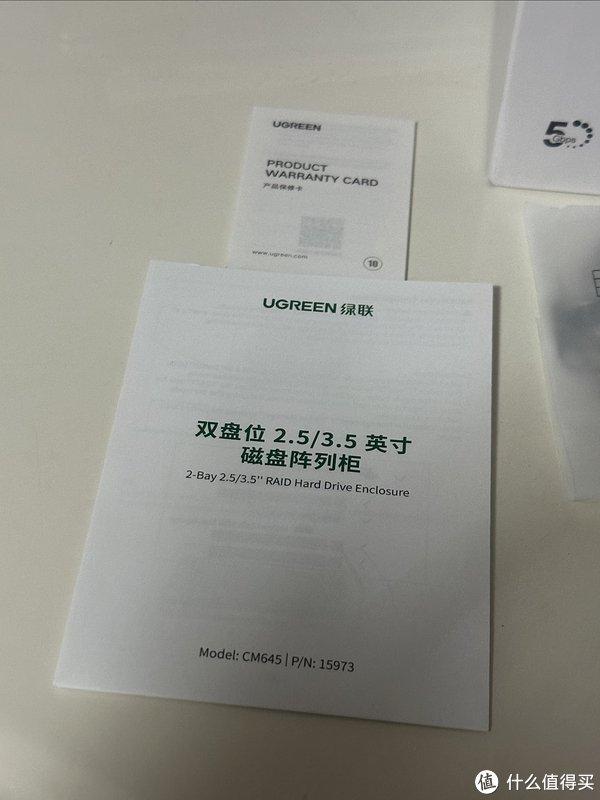 UGREEN
PRODUCT
WARRANTY CARD
产品保修卡
www.ugreen.com
10
5Gbps
UGREEN 绿联
双盘位 2.5/3.5 英寸
磁盘阵列柜
2-Bay 2.5/3.5'' RAID Hard Drive Enclosure
Model: CM645 | P/N: 15973
值 什么值得买